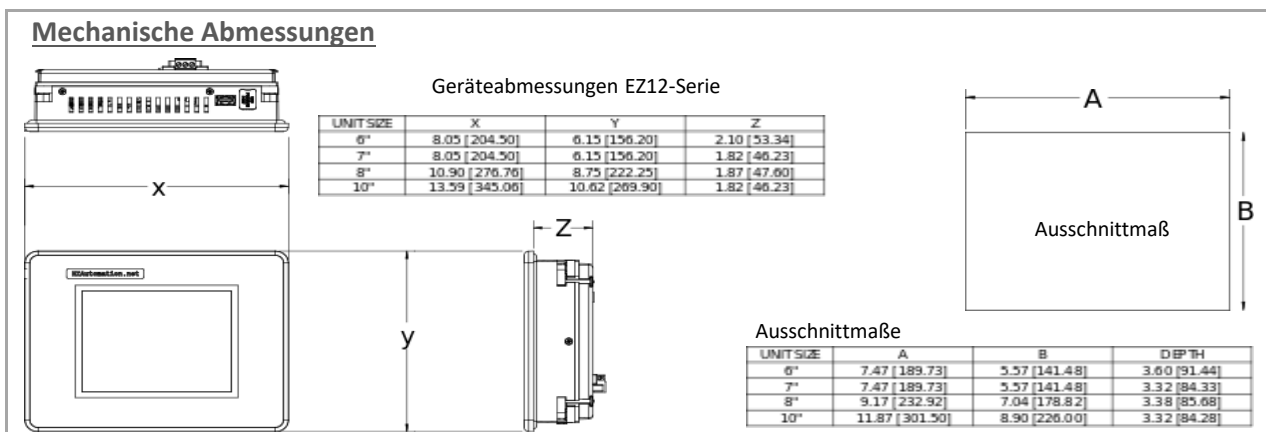 Mechanische Abmessungen
Geräteabmessungen EZ12-Serie
UNIT SIZE X Y Z
6" 8.05 [204.50] 6.15 [156.20] 2.10 [53.34]
7" 8.05 [204.50] 6.15 [156.20] 1.82 [46.23]
8" 10.90 [276.76] 8.75 [222.25] 1.87 [47.60]
10" 13.59 [345.06] 10.62 [269.90] 1.82 [46.23]
A
B
Ausschnittmaß
x
y
Z
Ausschnittmaße
UNIT SIZE A B DEPTH
6" 7.47 [189.73] 5.57 [141.48] 3.60 [91.44]
7" 7.47 [189.73] 5.57 [141.48] 3.32 [84.33]
8" 9.17 [232.92] 7.04 [178.82] 3.38 [85.68]
10" 11.87 [301.50] 8.90 [226.00] 3.32 [84.28]